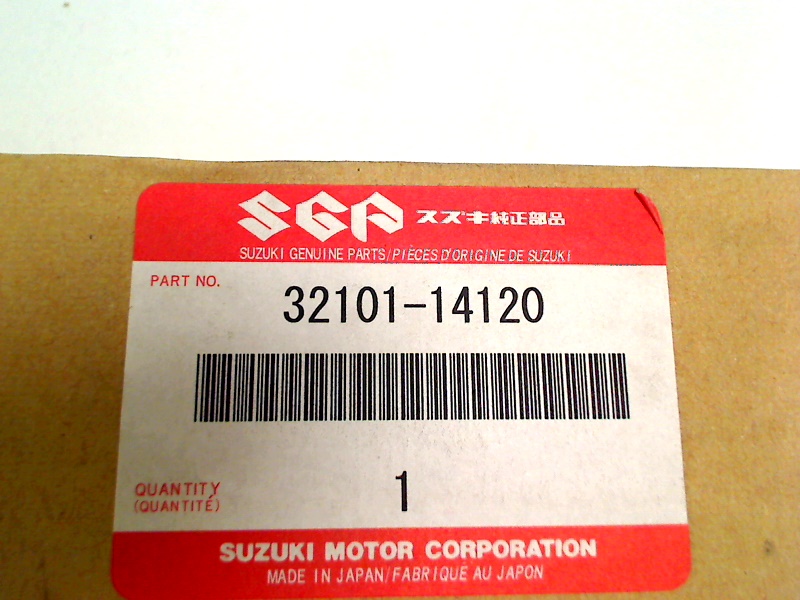 SGP スズキ純正部品
SUZUKI GENUINE PARTS/PIÈCES D'ORIGINE DE SUZUKI
PART NO.
32101-14120
QUANTITY
(QUANTITÉ)
1
SUZUKI MOTOR CORPORATION
MADE IN JAPAN/FABRIQUE AU JAPON